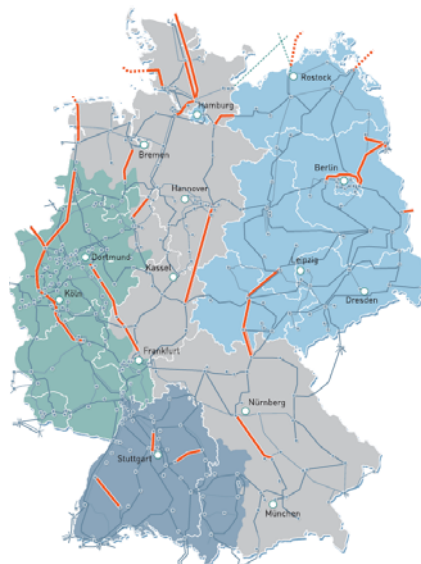 Rostock
Hamburg
Bremen
Berlin
Hannover
Dortmund
Kassel
Leipzig
Köln
Dresden
Frankfurt
Nürnberg
Stuttgart
München